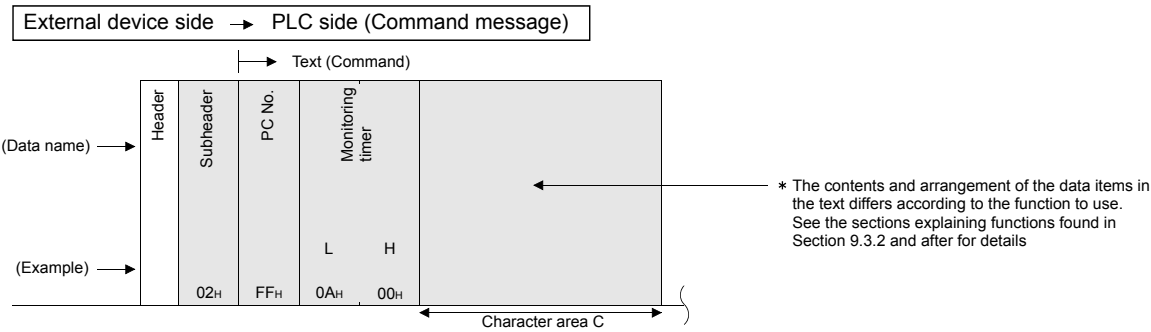 External device side → PLC side (Command message)
Text (Command)
(Data name)
Header
Subheader
PC No.
Monitoring
timer
* The contents and arrangement of the data items in
the text differs according to the function to use.
See the sections explaining functions found in
Section 9.3.2 and after for details
L H
(Example)
02H FFH 0AH 00H
Character area C